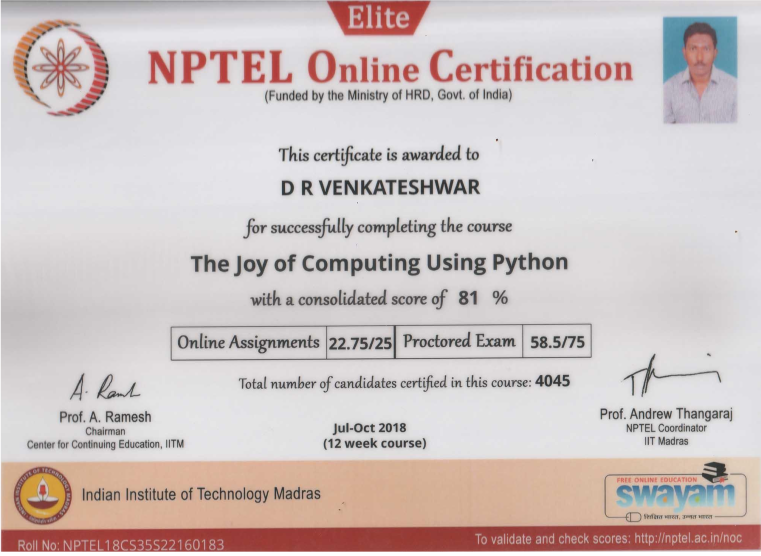 Elite
NPTEL Online Certification
(Funded by the Ministry of HRD, Govt. of India)
This certificate is awarded to
D R VENKATESHWAR
for successfully completing the course
The Joy of Computing Using Python
with a consolidated score of 81 %
Online Assignments 22.75/25 Proctored Exam 58.5/75
Total number of candidates certified in this course: 4045
A. Ramesh
Prof. A. Ramesh
Chairman
Center for Continuing Education, IITM
Jul-Oct 2018
(12 week course)
Prof. Andrew Thangaraj
NPTEL Coordinator
IIT Madras
Indian Institute of Technology Madras
FREE ONLINE EDUCATION
swayam
शिक्षित भारत, उन्नत भारत
Roll No: NPTEL18CS35S22160183
To validate and check scores: http://nptel.ac.in/noc